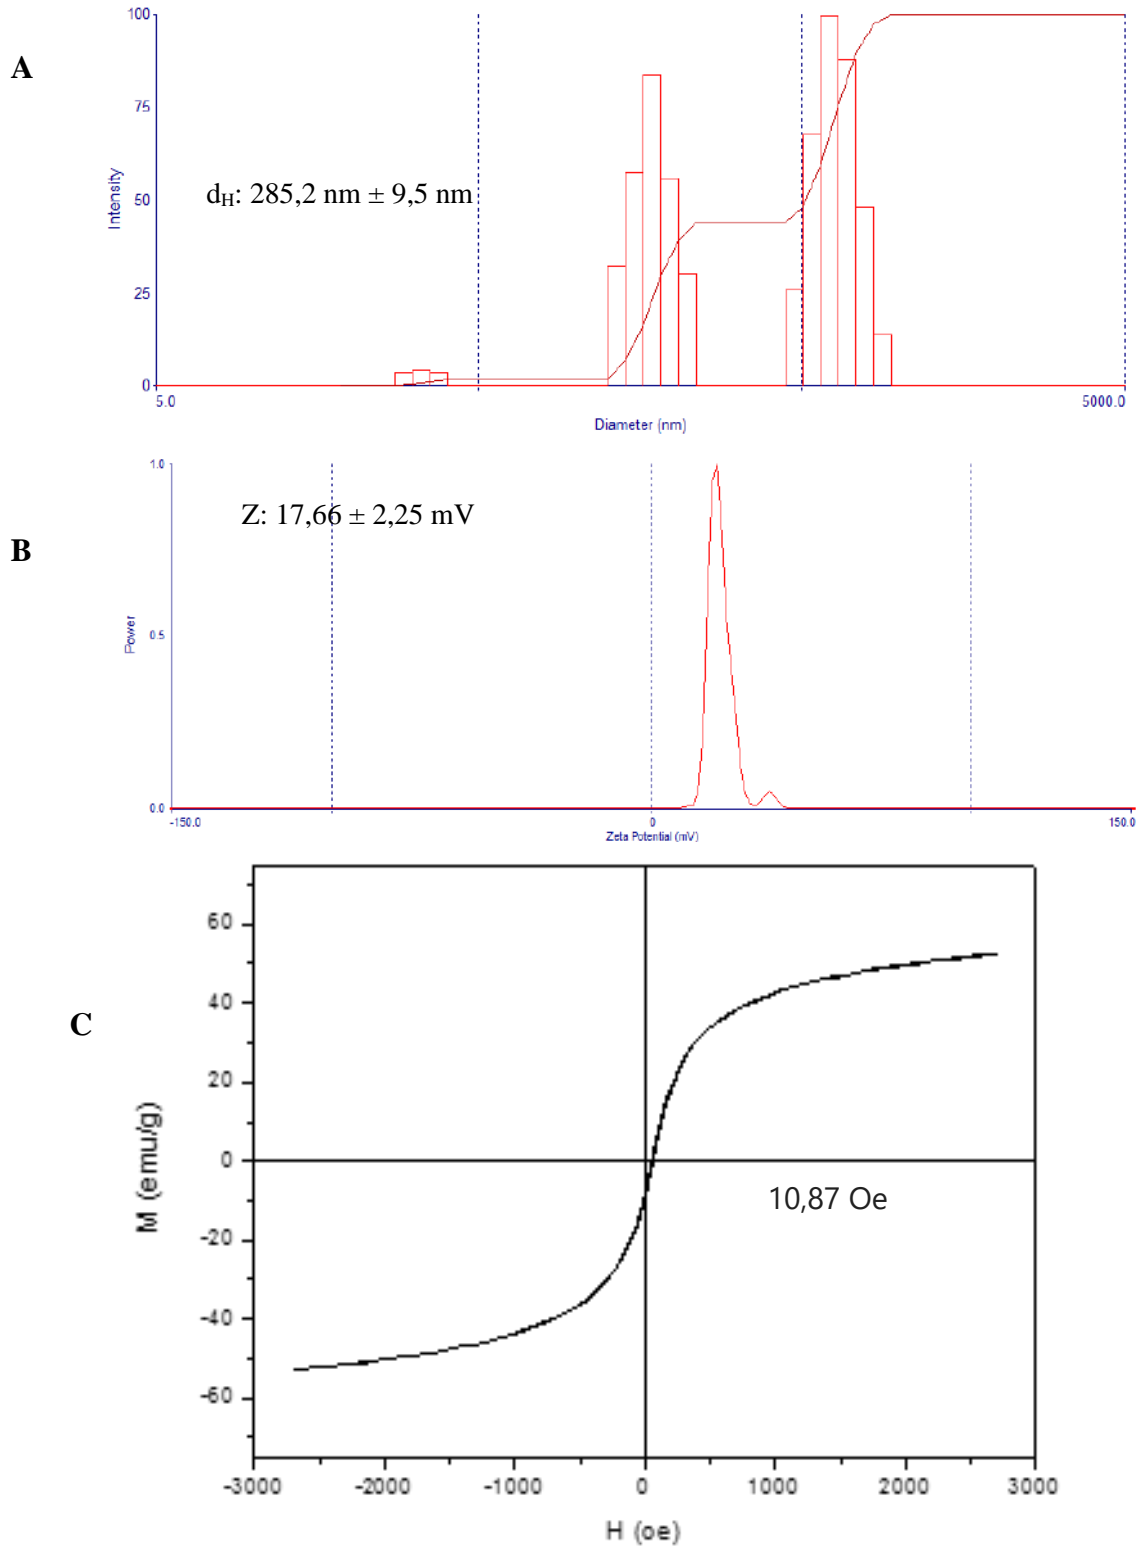 A
100
75
50
25
0
Intensity
d_H: 285,2 nm ± 9,5 nm
5.0
5000.0
Diameter (nm)
B
1.0
0.5
0.0
Power
Z: 17,66 ± 2,25 mV
-150.0
0
150.0
Zeta Potential (mV)
C
60
40
20
0
-20
-40
-60
M (emu/g)
10,87 Oe
-3000
-2000
-1000
0
1000
2000
3000
H (oe)